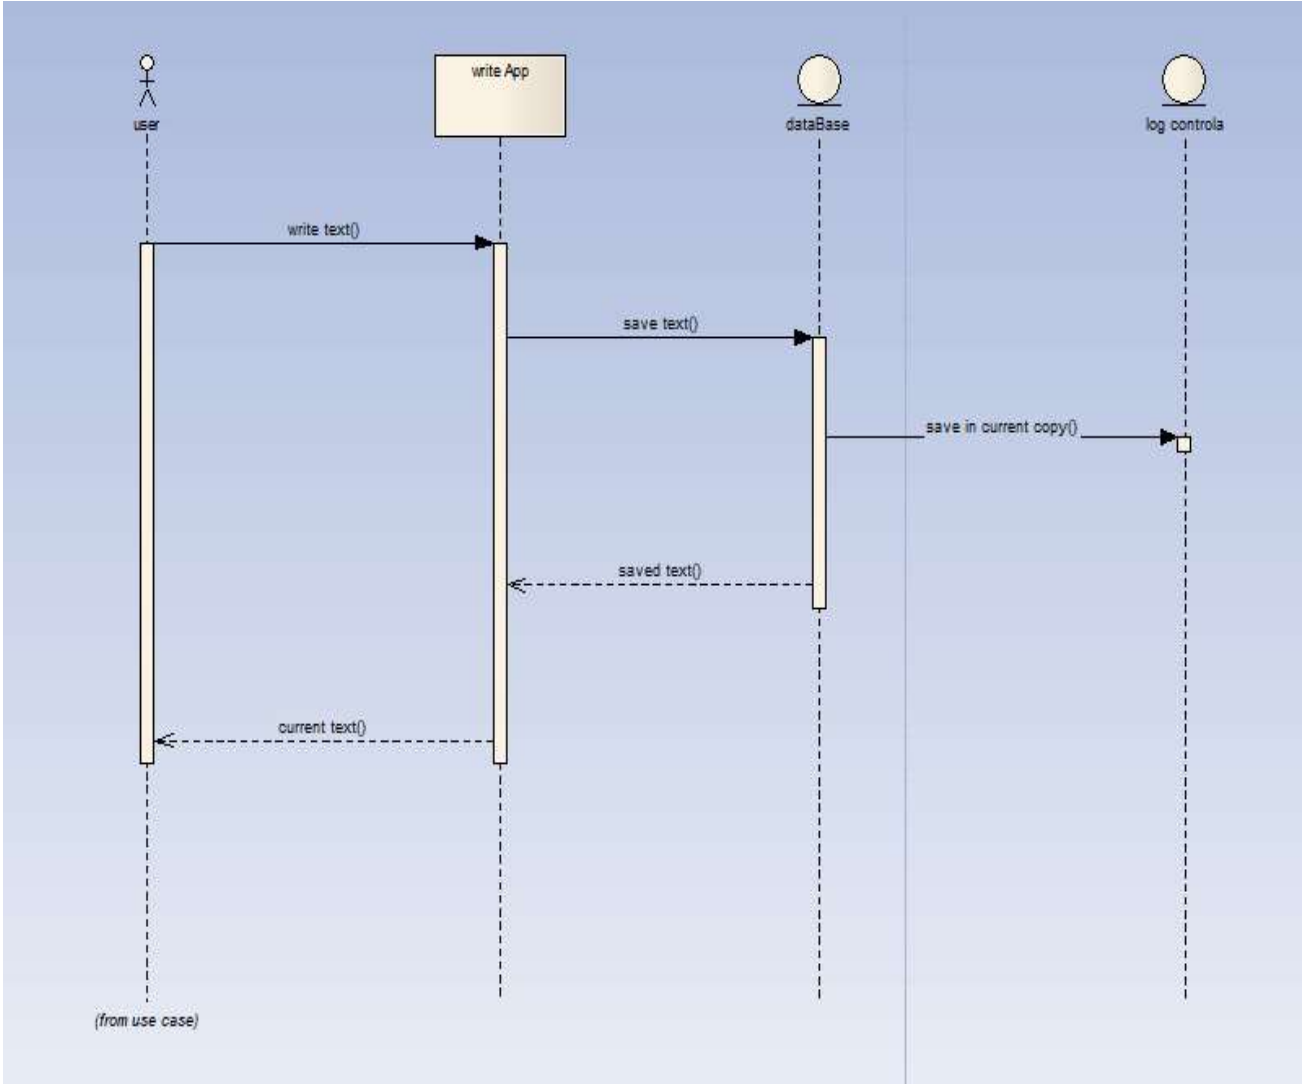 write App
user
dataBase
log controla
write text()
save text()
save in current copy()
saved text()
current text()
(from use case)